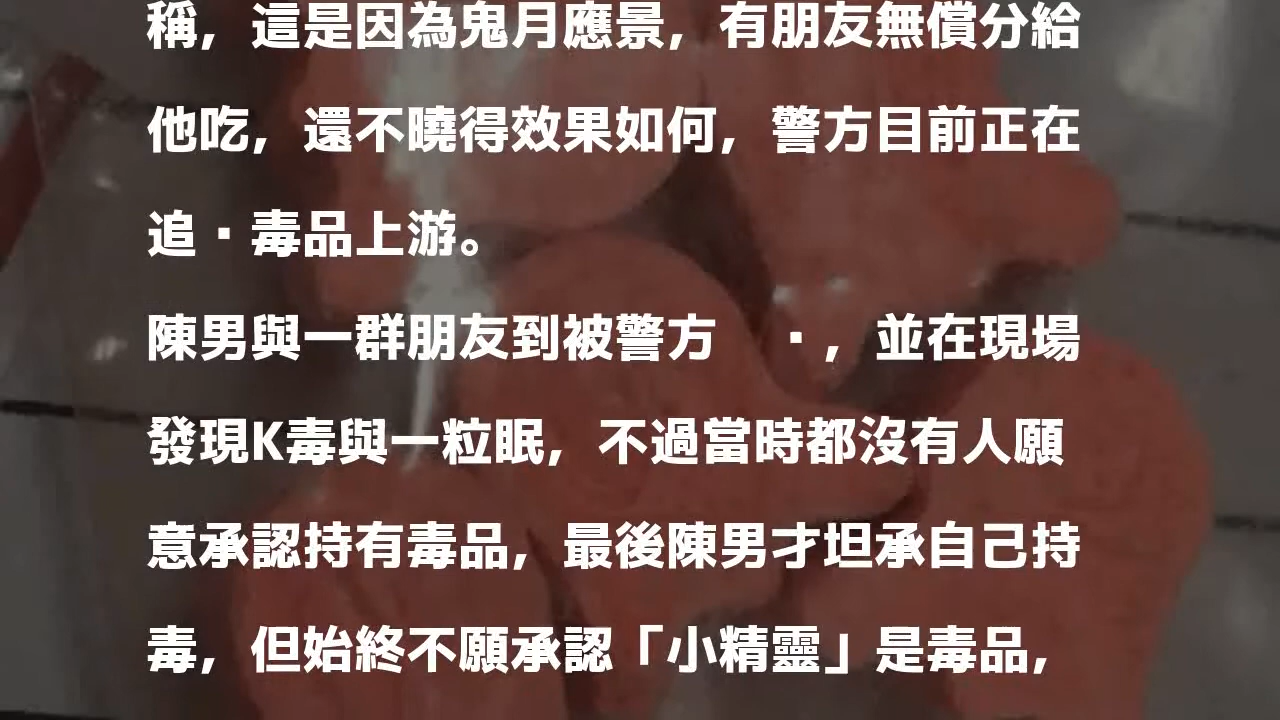 稱，這是因為鬼月應景，有朋友無償分給
他吃，還不曉得效果如何，警方目前正在
追▪毒品上游。
陳男與一群朋友到被警方　▪，並在現場
發現K毒與一粒眠，不過當時都沒有人願
意承認持有毒品，最後陳男才坦承自己持
毒，但始終不願承認「小精靈」是毒品，